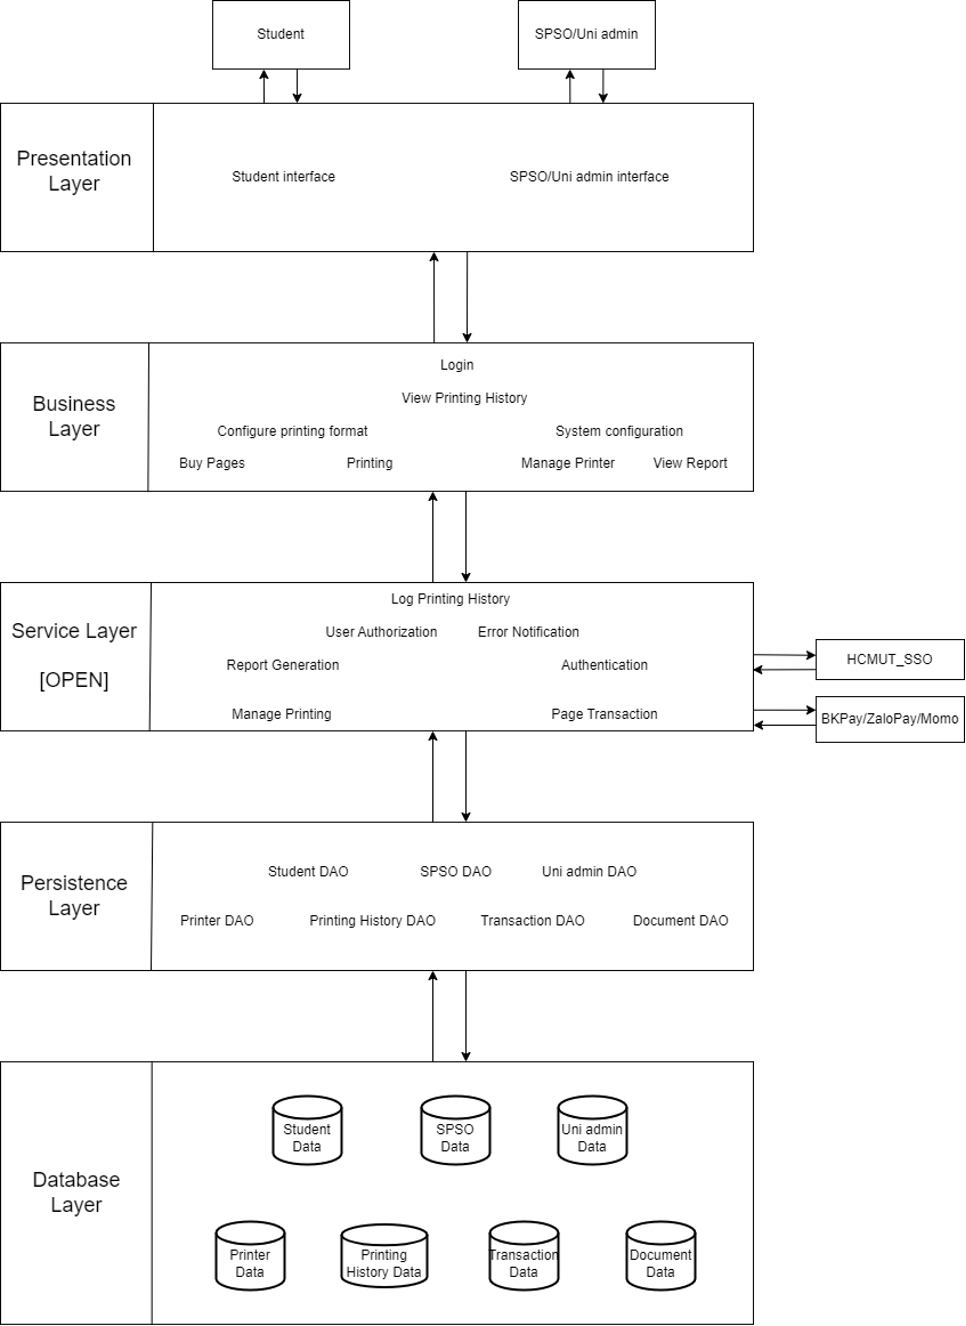 Student
SPSO/Uni admin
Presentation
Layer
Student interface
SPSO/Uni admin interface
Business
Layer
Login
View Printing History
Configure printing format
System configuration
Buy Pages
Printing
Manage Printer
View Report
Service Layer
[OPEN]
Log Printing History
User Authorization
Error Notification
Report Generation
Authentication
Manage Printing
Page Transaction
HCMUT_SSO
BKPay/ZaloPay/Momo
Persistence
Layer
Student DAO
SPSO DAO
Uni admin DAO
Printer DAO
Printing History DAO
Transaction DAO
Document DAO
Database
Layer
Student
Data
SPSO
Data
Uni admin
Data
Printer
Data
Printing
History Data
Transaction
Data
Document
Data